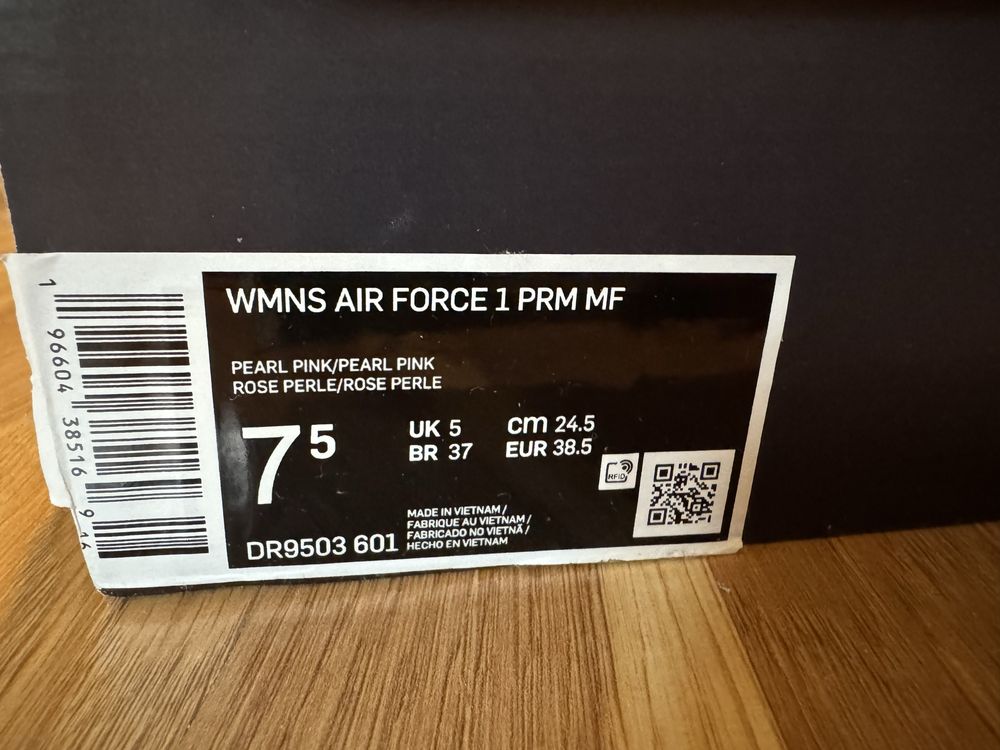 WMNS AIR FORCE 1 PRM MF
PEARL PINK/PEARL PINK
ROSE PERLE/ROSE PERLE
7 5
UK 5
BR 37
cm 24.5
EUR 38.5
RFID
MADE IN VIETNAM /
FABRIQUE AU VIETNAM /
FABRICADO NO VIETNÃ /
HECHO EN VIETNAM
DR9503 601
1 96604 38516 9